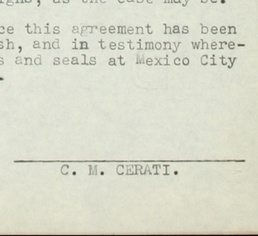 as the case may be.
ce this agreement has been
sh, and in testimony where-
s and seals at Mexico City
C. M. CERATI.